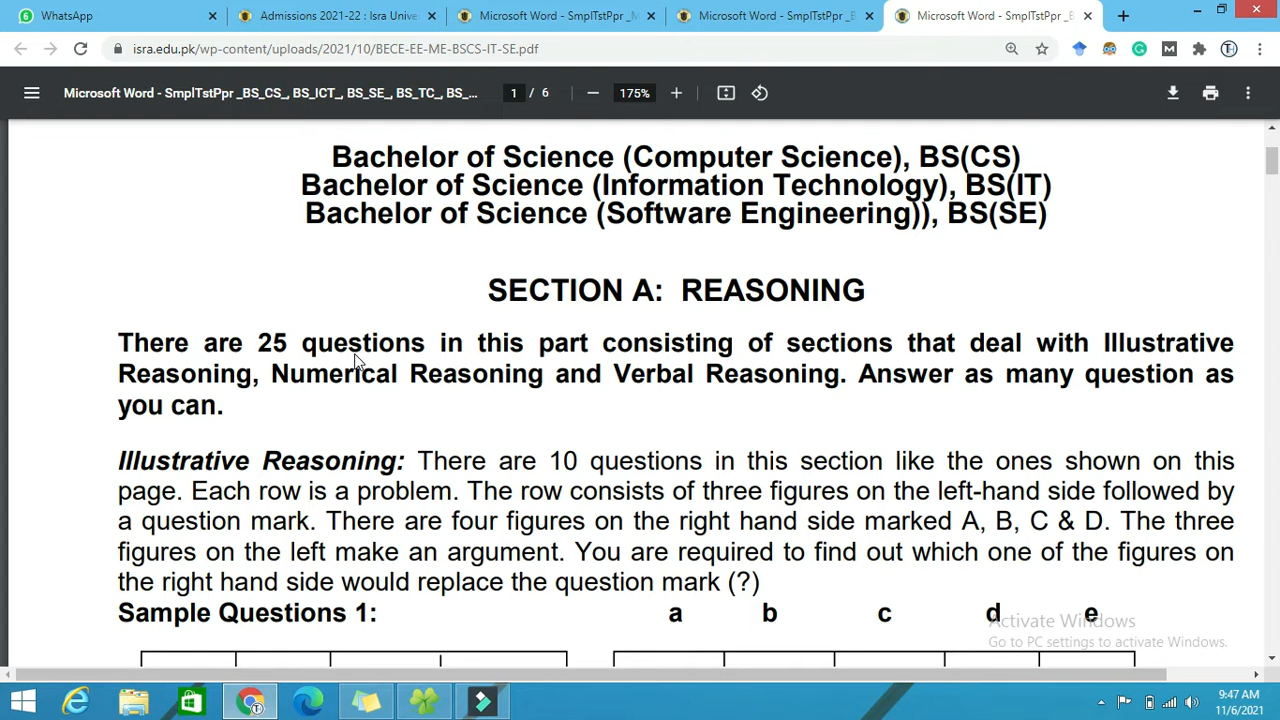 WhatsApp
Admissions 2021-22 : Isra Unive
Microsoft Word - SmplTstPpr _
Microsoft Word - SmplTstPpr _B
Microsoft Word - SmplTstPpr _B
isra.edu.pk/wp-content/uploads/2021/10/BECE-EE-ME-BSCS-IT-SE.pdf
Microsoft Word - SmplTstPpr _BS_CS_, BS_ICT_, BS_SE_, BS_TC_, BS_...
1 / 6
175%
Bachelor of Science (Computer Science), BS(CS)
Bachelor of Science (Information Technology), BS(IT)
Bachelor of Science (Software Engineering)), BS(SE)
SECTION A: REASONING
There are 25 questions in this part consisting of sections that deal with Illustrative
Reasoning, Numerical Reasoning and Verbal Reasoning. Answer as many question as
you can.
Illustrative Reasoning: There are 10 questions in this section like the ones shown on this
page. Each row is a problem. The row consists of three figures on the left-hand side followed by
a question mark. There are four figures on the right hand side marked A, B, C & D. The three
figures on the left make an argument. You are required to find out which one of the figures on
the right hand side would replace the question mark (?)
Sample Questions 1: a b c d e
Activate Windows
Go to PC settings to activate Windows.
9:47 AM
11/6/2021